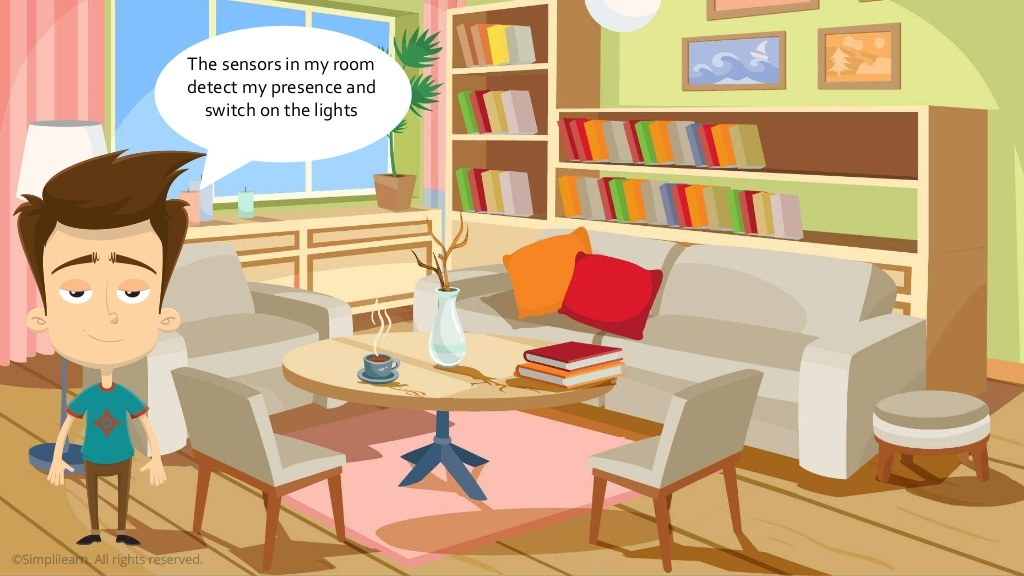 The sensors in my room
detect my presence and
switch on the lights
©Simplilearn. All rights reserved.